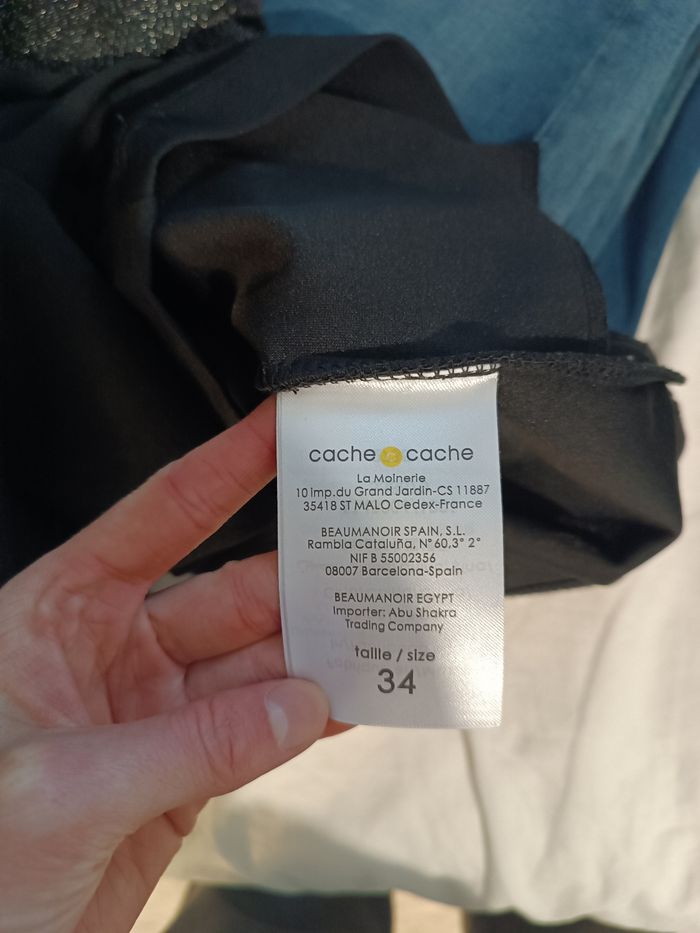 cache cache
La Moinerie
10 imp.du Grand Jardin-CS 11887
35418 ST MALO Cedex-France
BEAUMANOIR SPAIN, S.L.
Rambla Cataluña, N° 60,3° 2°
NIF B 55002356
08007 Barcelona-Spain
BEAUMANOIR EGYPT
Importer: Abu Shakra
Trading Company
taille / size
34